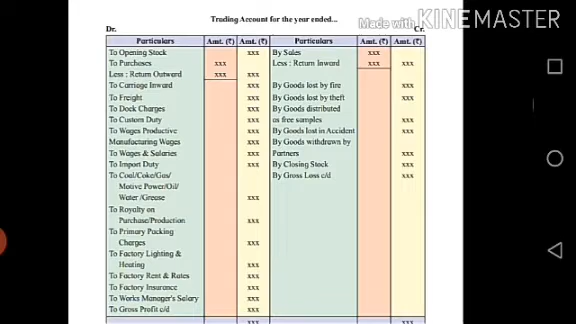 Trading Account for the year ended...
Made with KINEMASTER
Dr. Cr.
Particulars Amt. (₹) Amt. (₹) Particulars Amt. (₹) Amt. (₹)
To Opening Stock xxx By Sales xxx
To Purchoses xxx Less : Return Inward xxx xxx
Less : Return Outward xxx xxx
To Carriage Inward xxx By Goods lost by fire xxx
To Freight xxx By Goods lost by theft xxx
To Dock Charges xxx By Goods distributed
To Custom Duty xxx as free samples xxx
To Wages Productive By Goods lost in Accident xxx
Manufacturing Wages xxx By Goods withdrawn by
To Wages & Salaries xxx Partners xxx
To Import Duty xxx By Closing Stock xxx
To Coal/Coke/Gas/ By Gross Loss c/d xxx
Motive Power/Oil/
Water /Grease xxx
To Royalty on
Purchase/Production xxx
To Primary Packing
Charges xxx
To Factory Lighting &
Heating xxx
To Factory Rent & Rates xxx
To Factory Insurance xxx
To Works Manager's Salary xxx
To Gross Profit c/d xxx
xxx xxx